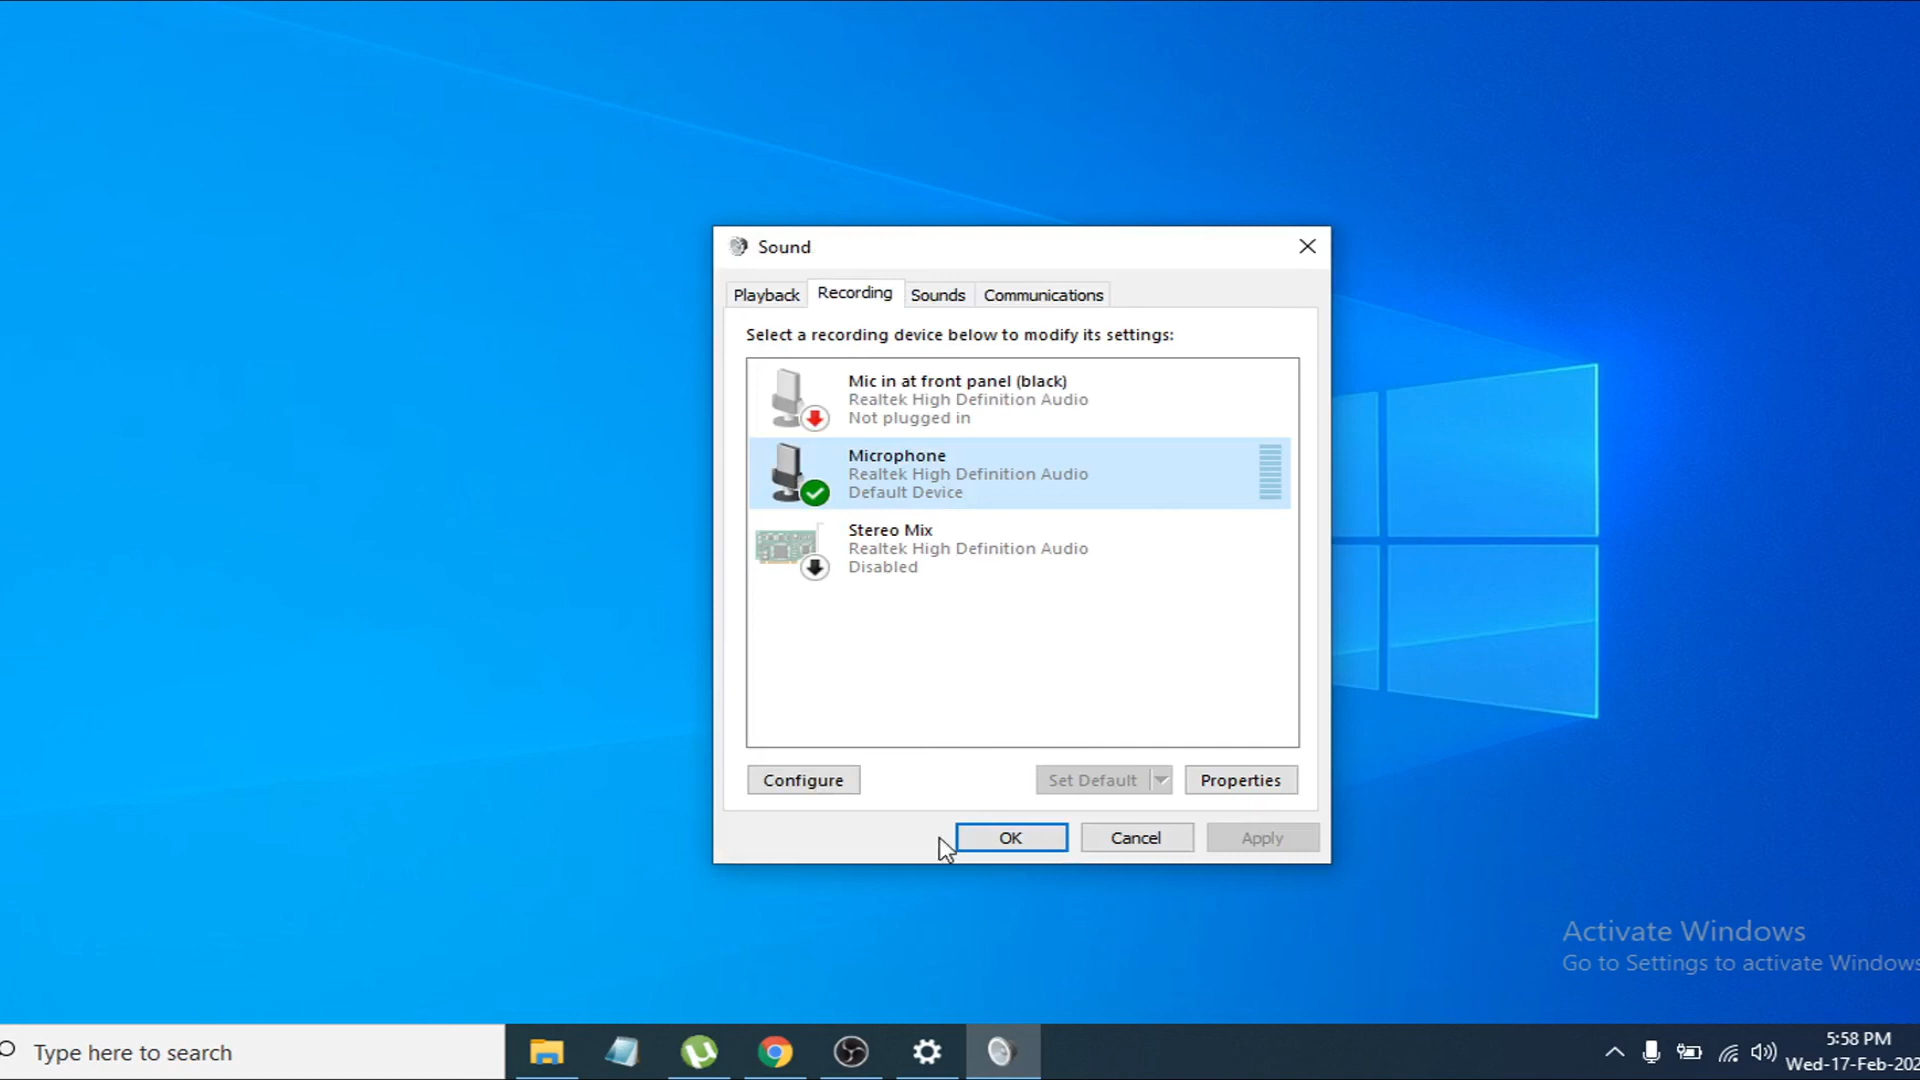 Sound
Playback
Recording
Sounds
Communications
Select a recording device below to modify its settings:
Mic in at front panel (black)
Realtek High Definition Audio
Not plugged in
Microphone
Realtek High Definition Audio
Default Device
Stereo Mix
Realtek High Definition Audio
Disabled
Configure
Set Default
Properties
OK
Cancel
Apply
Activate Windows
Go to Settings to activate Windows
Type here to search
5:58 PM
Wed-17-Feb-202